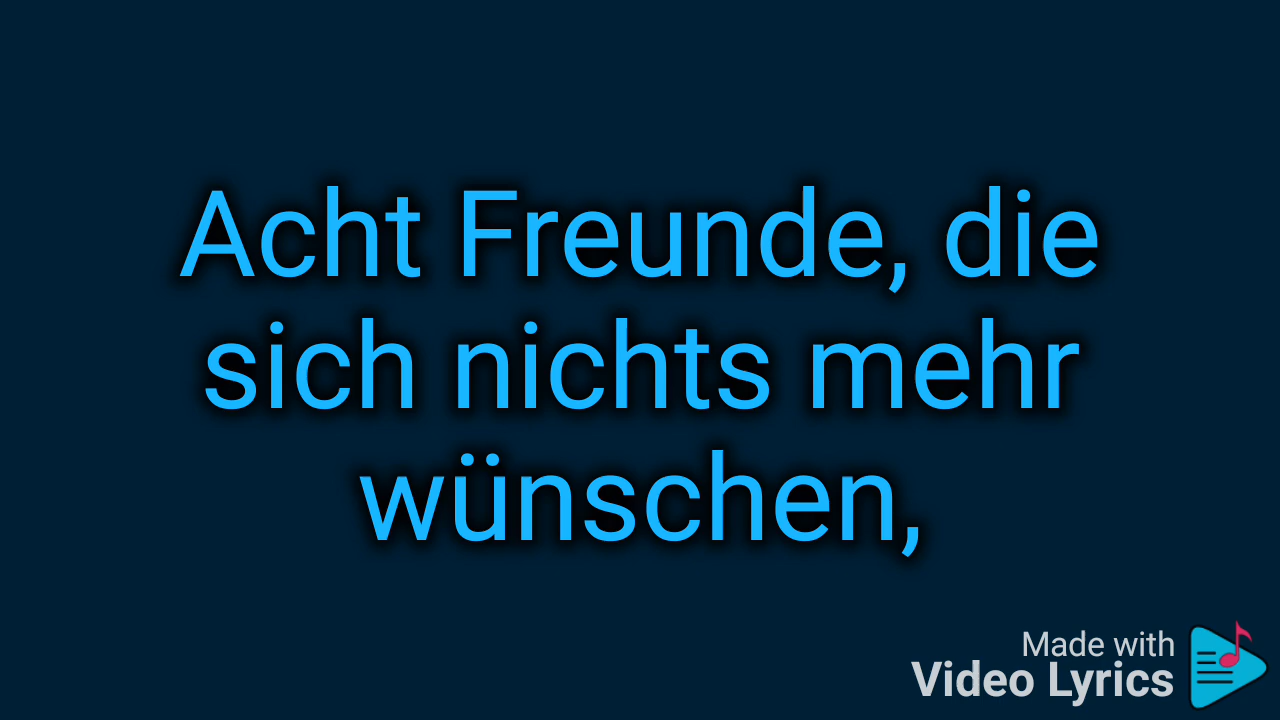 Acht Freunde, die
sich nichts mehr
wünschen,
Made with
Video Lyrics